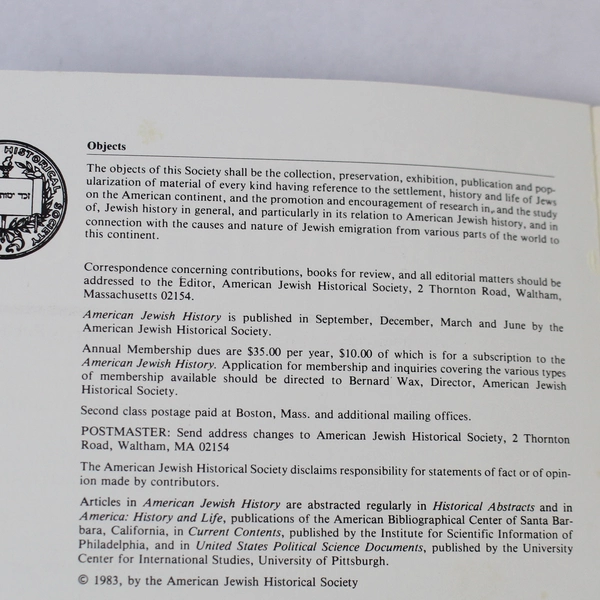 HISTORICAL SOCIETY
Objects
The objects of this Society shall be the collection, preservation, exhibition, publication and pop-
ularization of material of every kind having reference to the settlement, history and life of Jews
on the American continent, and the promotion and encouragement of research in, and the study
of, Jewish history in general, and particularly in its relation to American Jewish history, and in
connection with the causes and nature of Jewish emigration from various parts of the world to
this continent.
Correspondence concerning contributions, books for review, and all editorial matters should be
addressed to the Editor, American Jewish Historical Society, 2 Thornton Road, Waltham,
Massachusetts 02154.
American Jewish History is published in September, December, March and June by the
American Jewish Historical Society.
Annual Membership dues are $35.00 per year, $10.00 of which is for a subscription to the
American Jewish History. Application for membership and inquiries covering the various types
of membership available should be directed to Bernard Wax, Director, American Jewish
Historical Society.
Second class postage paid at Boston, Mass. and additional mailing offices.
POSTMASTER: Send address changes to American Jewish Historical Society, 2 Thornton
Road, Waltham, MA 02154
The American Jewish Historical Society disclaims responsibility for statements of fact or of opin-
ion made by contributors.
Articles in American Jewish History are abstracted regularly in Historical Abstracts and in
America: History and Life, publications of the American Bibliographical Center of Santa Bar-
bara, California, in Current Contents, published by the Institute for Scientific Information of
Philadelphia, and in United States Political Science Documents, published by the University
Center for International Studies, University of Pittsburgh.
© 1983, by the American Jewish Historical Society